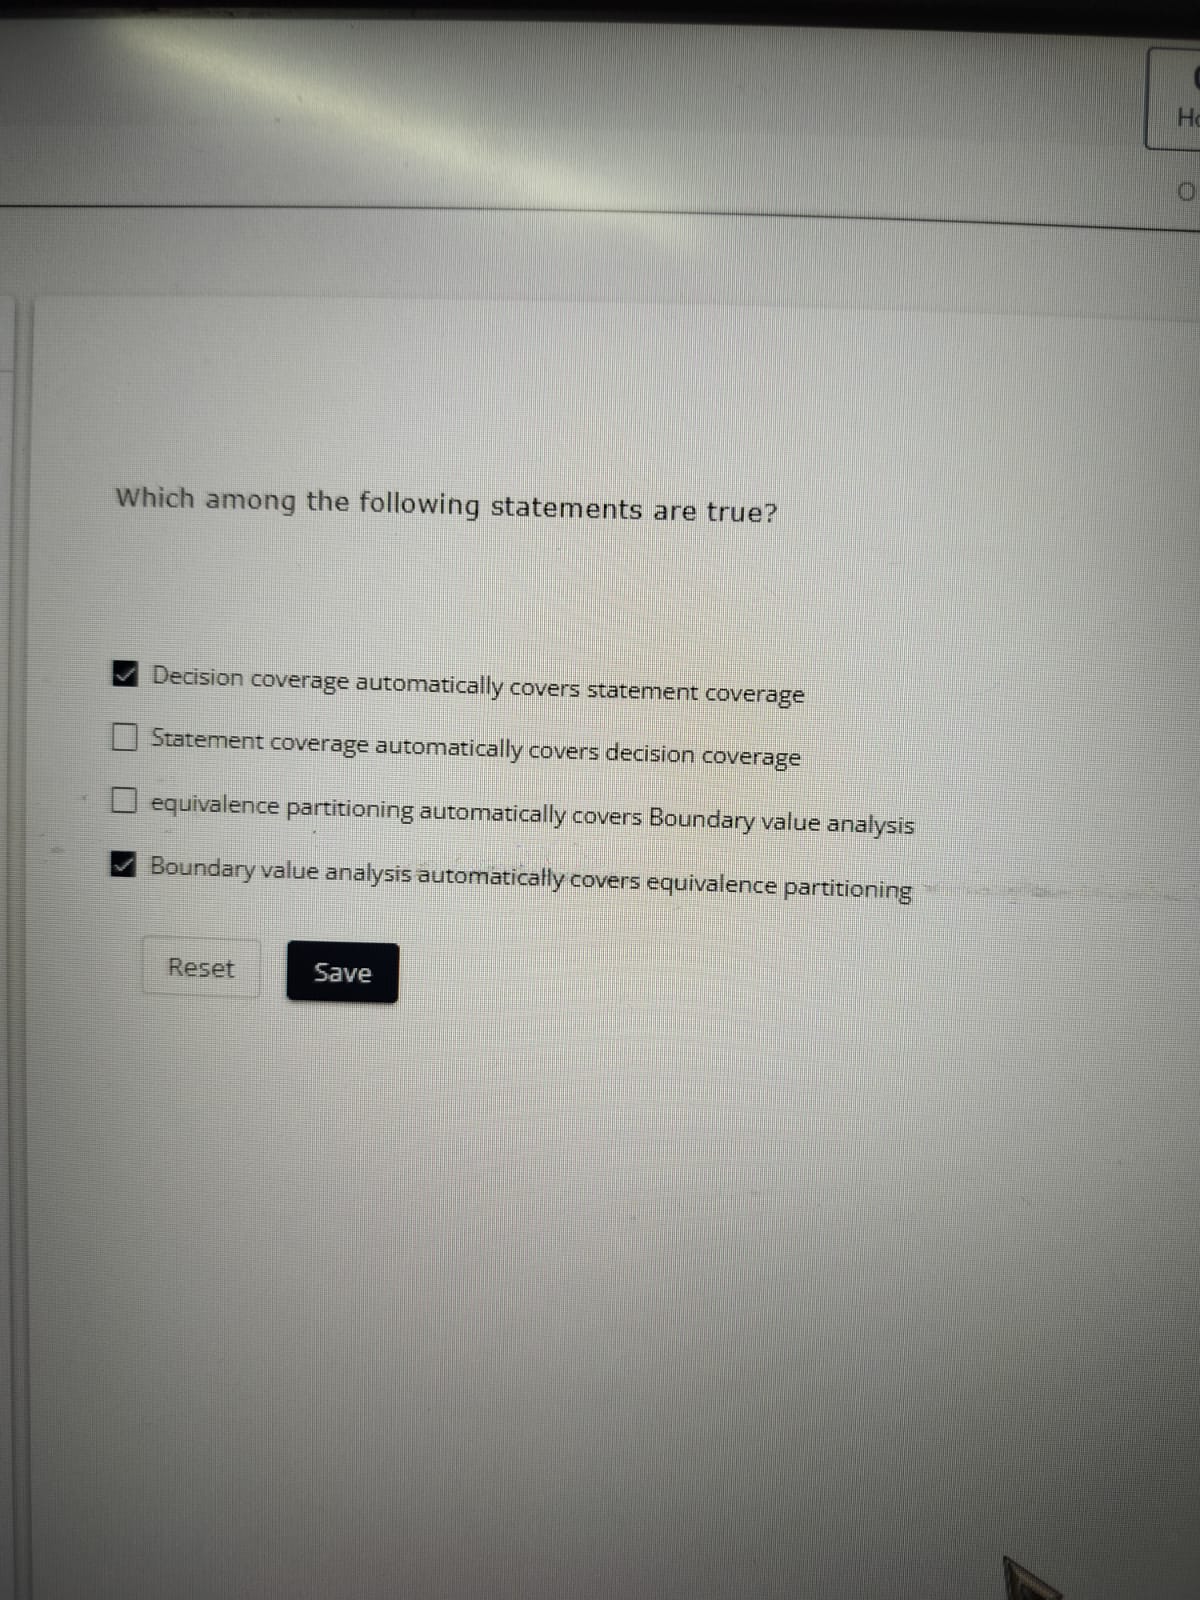 Ho
O
Which among the following statements are true?
Decision coverage automatically covers statement coverage
Statement coverage automatically covers decision coverage
equivalence partitioning automatically covers Boundary value analysis
Boundary value analysis automatically covers equivalence partitioning
Reset
Save